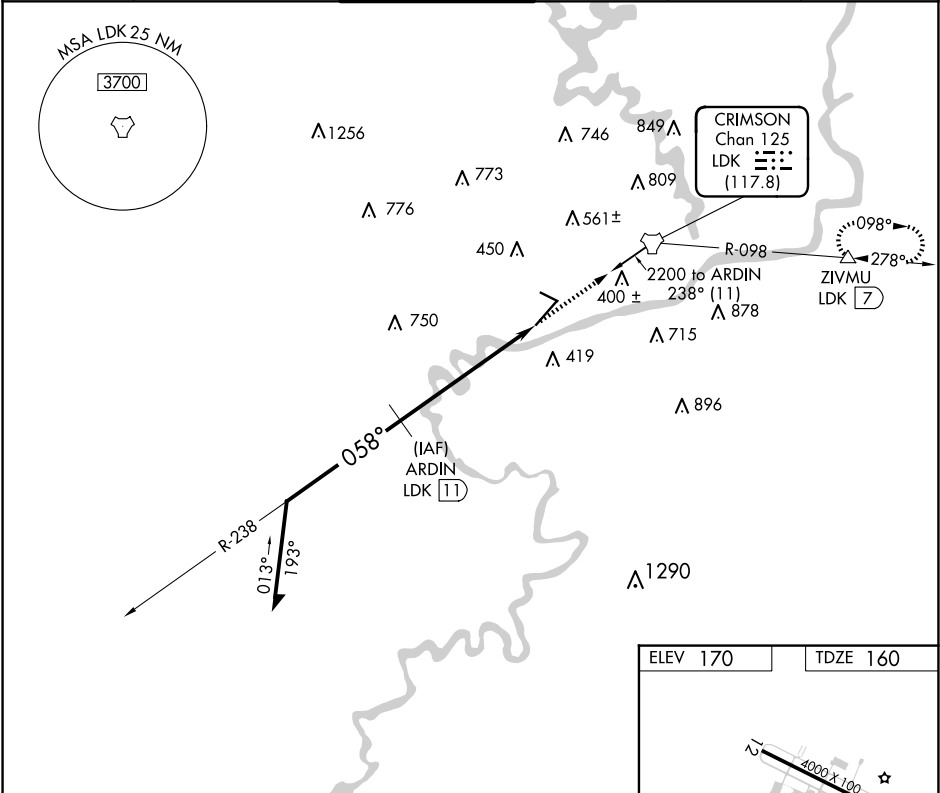 MSA LDK 25 NM
3700
1256
746
849
CRIMSON
Chan 125
LDK
(117.8)
773
809
776
561±
450
R-098
098°
278°
ZIVMU
LDK 7
2200 to ARDIN
238° (11)
400 ±
878
750
715
419
896
058°
(IAF)
ARDIN
LDK 11
R-238
013°
193°
1290
ELEV 170
TDZE 160
12
4000 X 100